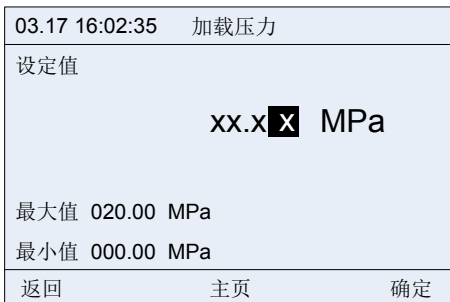 03.17 16:02:35 加载压力
设定值
xx.xx MPa
最大值 020.00 MPa
最小值 000.00 MPa
返回 主页 确定